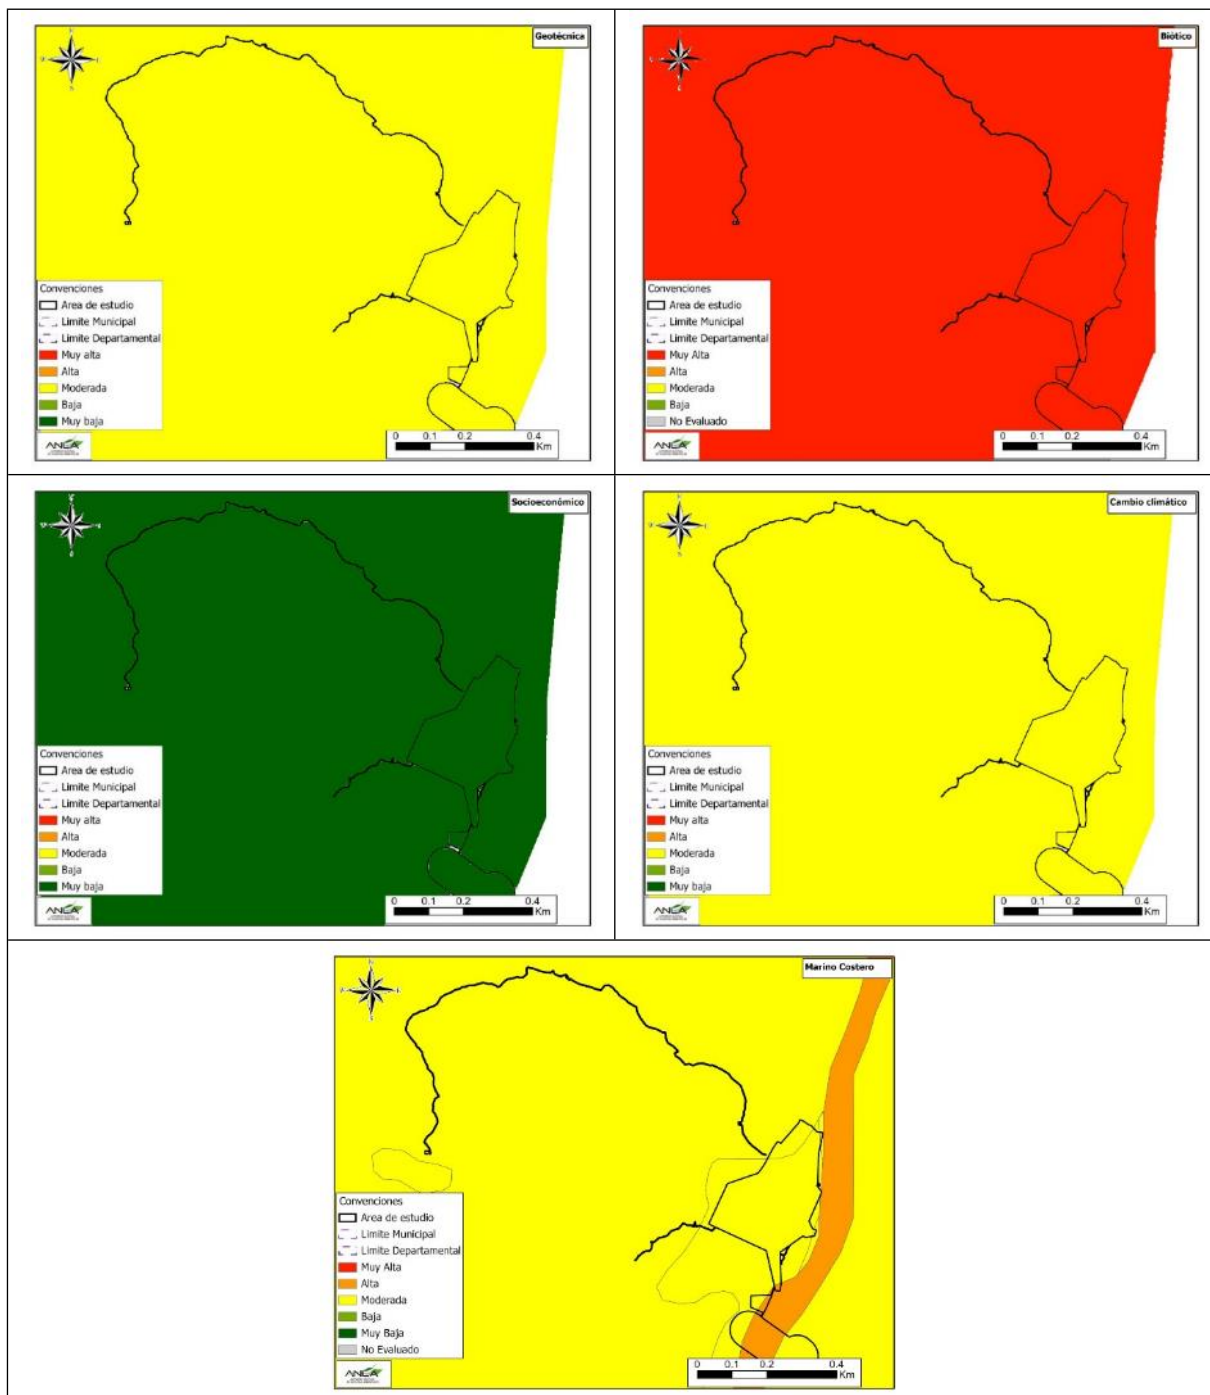 Geotécnica
Convenciones
Area de estudio
Limite Municipal
Limite Departamental
Muy alta
Alta
Moderada
Baja
Muy baja
ANLA
0 0.1 0.2 0.4
Km
Biótico
Convenciones
Area de estudio
Limite Municipal
Limite Departamental
Muy Alta
Alta
Moderada
Baja
No Evaluado
ANLA
0 0.1 0.2 0.4
Km
Socioeconómico
Convenciones
Area de estudio
Limite Municipal
Limite Departamental
Muy alta
Alta
Moderada
Baja
Muy baja
ANLA
0 0.1 0.2 0.4
Km
Cambio climático
Convenciones
Area de estudio
Limite Municipal
Limite Departamental
Muy alta
Alta
Moderada
Baja
Muy baja
ANLA
0 0.1 0.2 0.4
Km
Marino Costero
Convenciones
Area de estudio
Limite Municipal
Limite Departamental
Muy Alta
Alta
Moderada
Baja
Muy Baja
No Evaluado
ANLA
0 0.1 0.2 0.4
Km